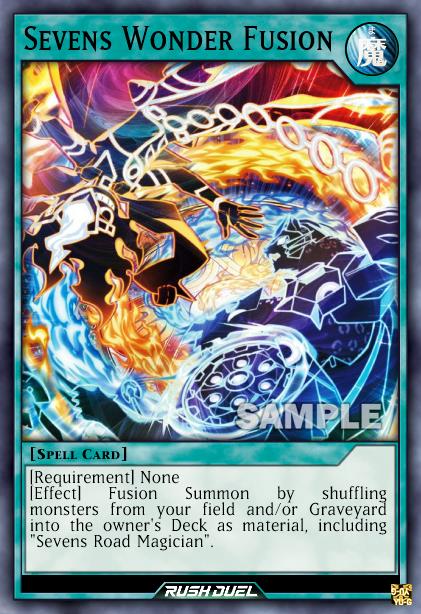 SEVENS WONDER FUSION
ま
魔
SAMPLE
[SPELL CARD]
[Requirement] None
[Effect] Fusion Summon by shuffling
monsters from your field and/or Graveyard
into the owner's Deck as material, including
"Sevens Road Magician".
RUSH DUEL